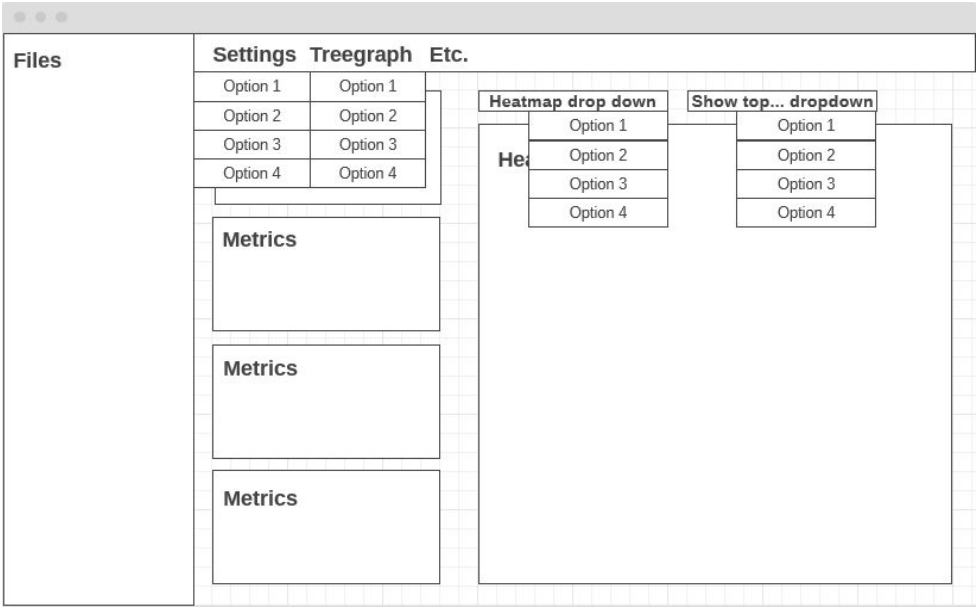 Files
Settings Treegraph Etc.
Option 1 Option 1
Option 2 Option 2
Option 3 Option 3
Option 4 Option 4
Heatmap drop down
Show top... dropdown
Option 1 Option 1
Option 2 Option 2
Option 3 Option 3
Option 4 Option 4
Metrics
Metrics
Metrics